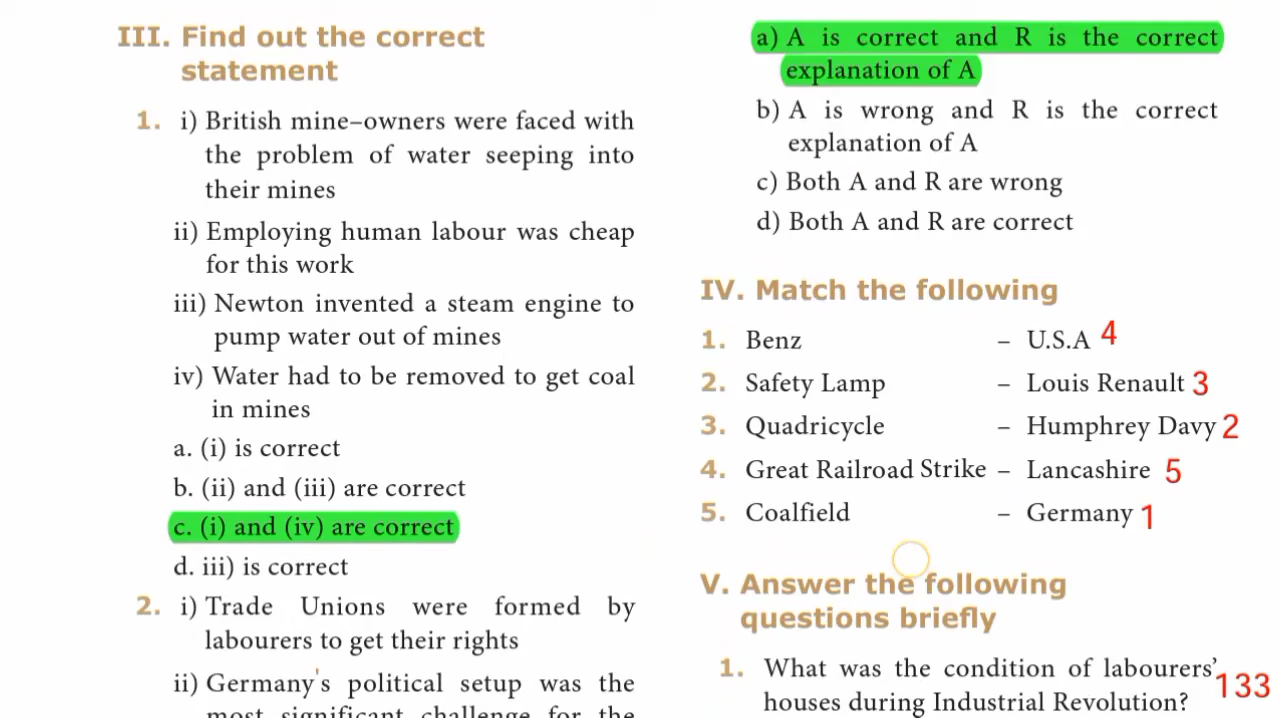 III. Find out the correct
statement
1. i) British mine–owners were faced with
the problem of water seeping into
their mines
ii) Employing human labour was cheap
for this work
iii) Newton invented a steam engine to
pump water out of mines
iv) Water had to be removed to get coal
in mines
a. (i) is correct
b. (ii) and (iii) are correct
c. (i) and (iv) are correct
d. iii) is correct
2. i) Trade Unions were formed by
labourers to get their rights
ii) Germany's political setup was the
most significant challenge for the
a) A is correct and R is the correct
explanation of A
b) A is wrong and R is the correct
explanation of A
c) Both A and R are wrong
d) Both A and R are correct
IV. Match the following
1. Benz – U.S.A 4
2. Safety Lamp – Louis Renault 3
3. Quadricycle – Humphrey Davy 2
4. Great Railroad Strike – Lancashire 5
5. Coalfield – Germany 1
V. Answer the following
questions briefly
1. What was the condition of labourers'
houses during Industrial Revolution? 133